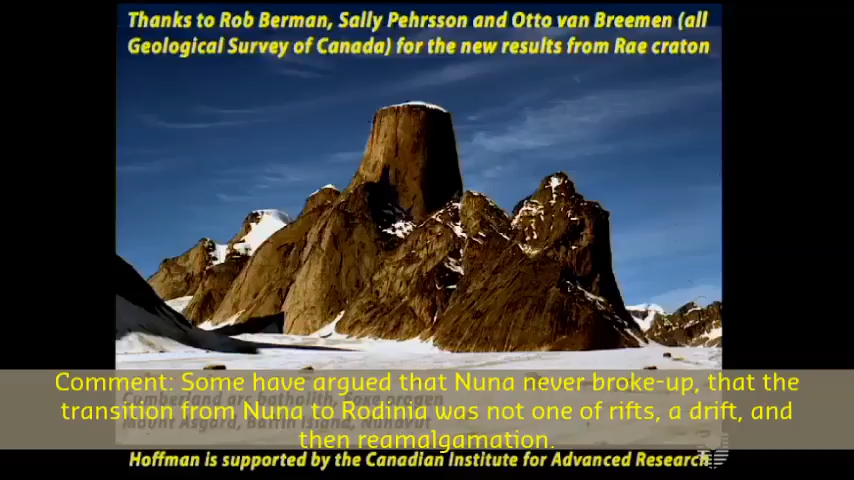 Thanks to Rob Berman, Sally Pehrsson and Otto van Breemen (all
Geological Survey of Canada) for the new results from Rae craton
Comment: Some have argued that Nuna never broke-up, that the
Cumberland arc batholith, Foxe orogen
transition from Nuna to Rodinia was not one of rifts, a drift, and
Mount Asgard, Baffin Island, Nunavut
then reamalgamation.
Hoffman is supported by the Canadian Institute for Advanced Research